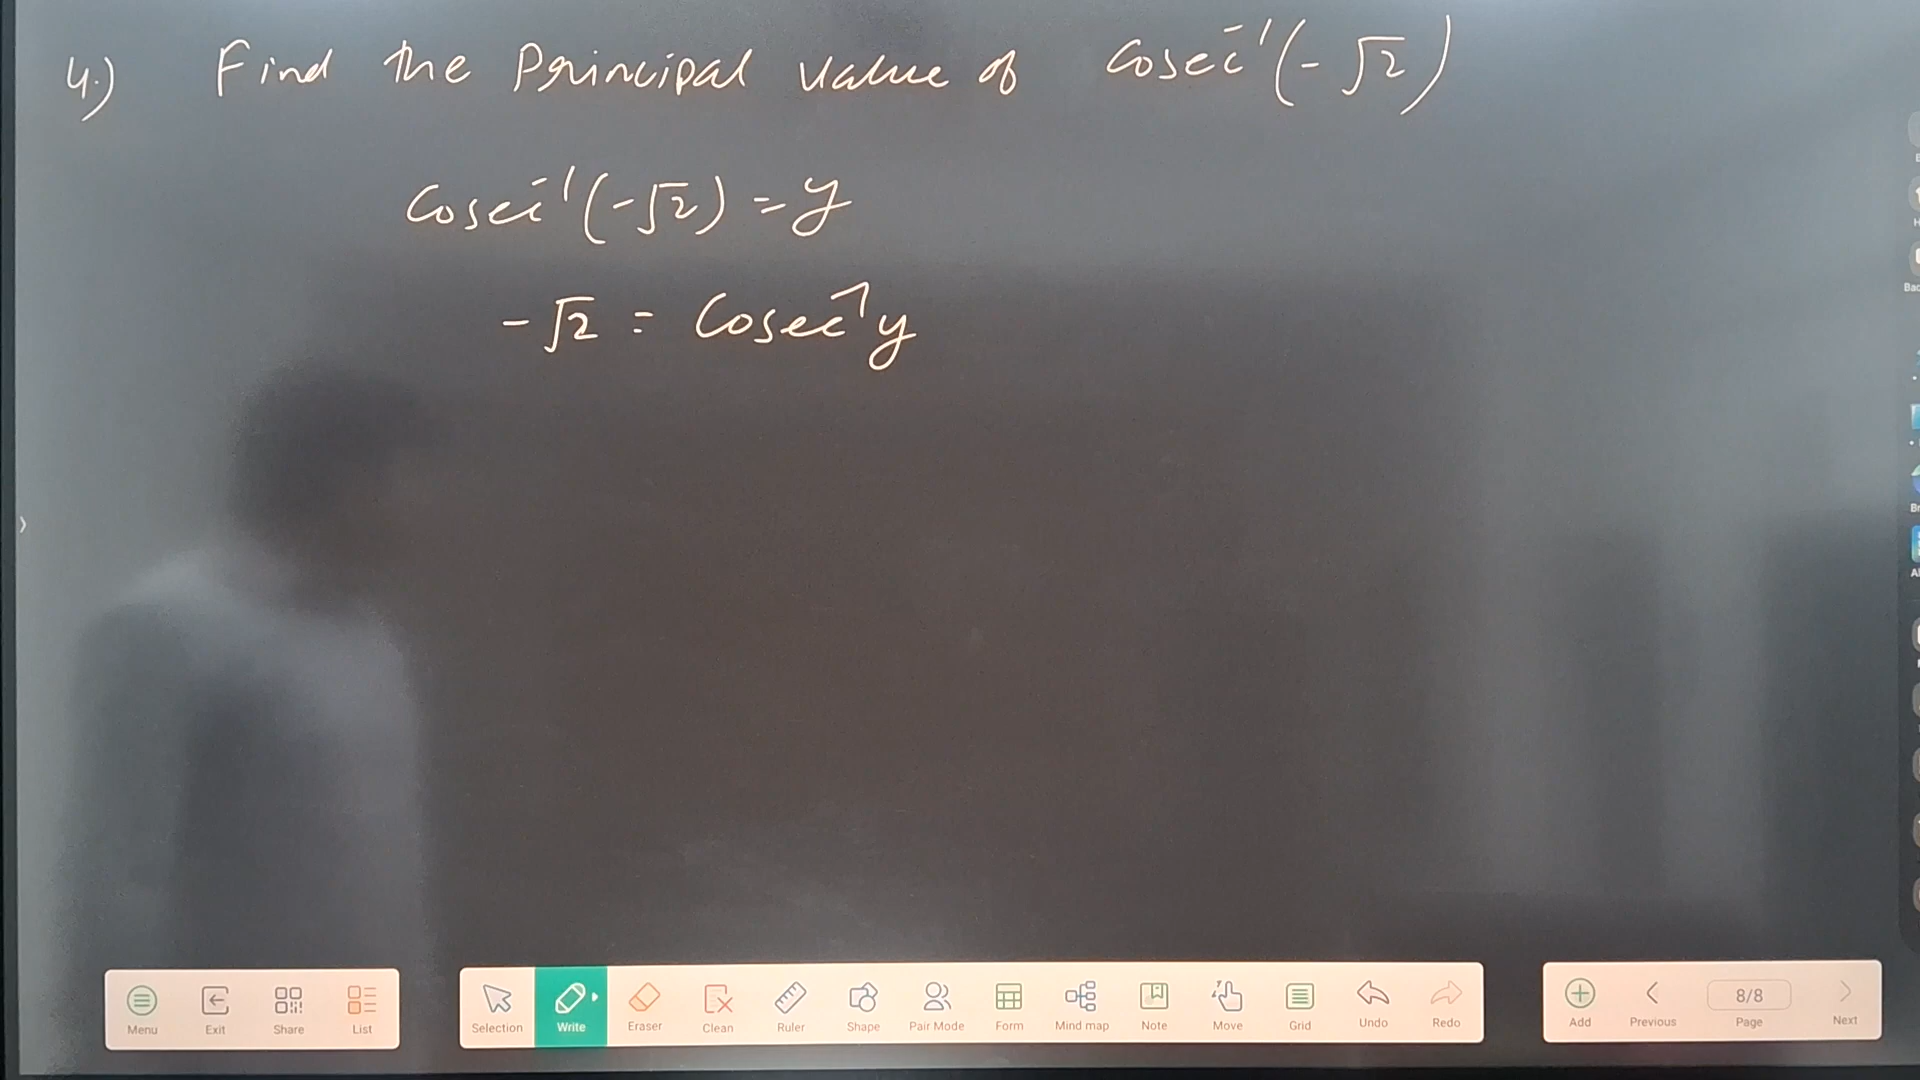 4.) Find the Principal value of Cosec⁻¹(-√2)
Cosec⁻¹(-√2) = y
-√2 = Cosec⁻¹y
Menu Exit Share List Selection Write Eraser Clean Ruler Shape Pair Mode Form Mind map Note Move Grid Undo Redo Add Previous 8/8 Page Next